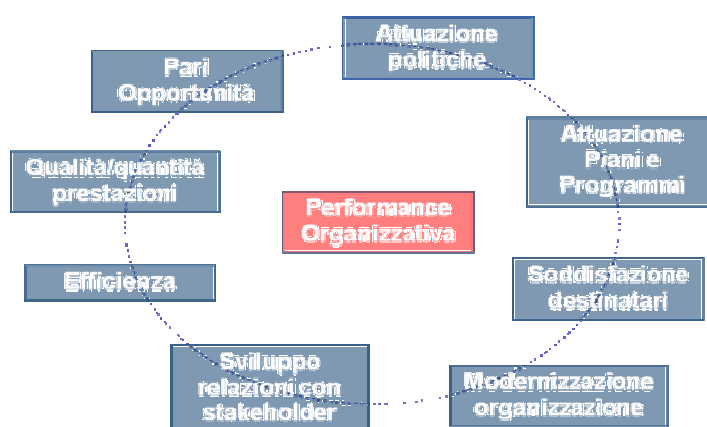 Attuazione
politiche
Pari
Opportunità
Attuazione
Piani e
Programmi
Qualità/quantità
prestazioni
Performance
Organizzativa
Soddisfazione
destinatari
Efficienza
Sviluppo
relazioni con
stakeholder
Modernizzazione
organizzazione